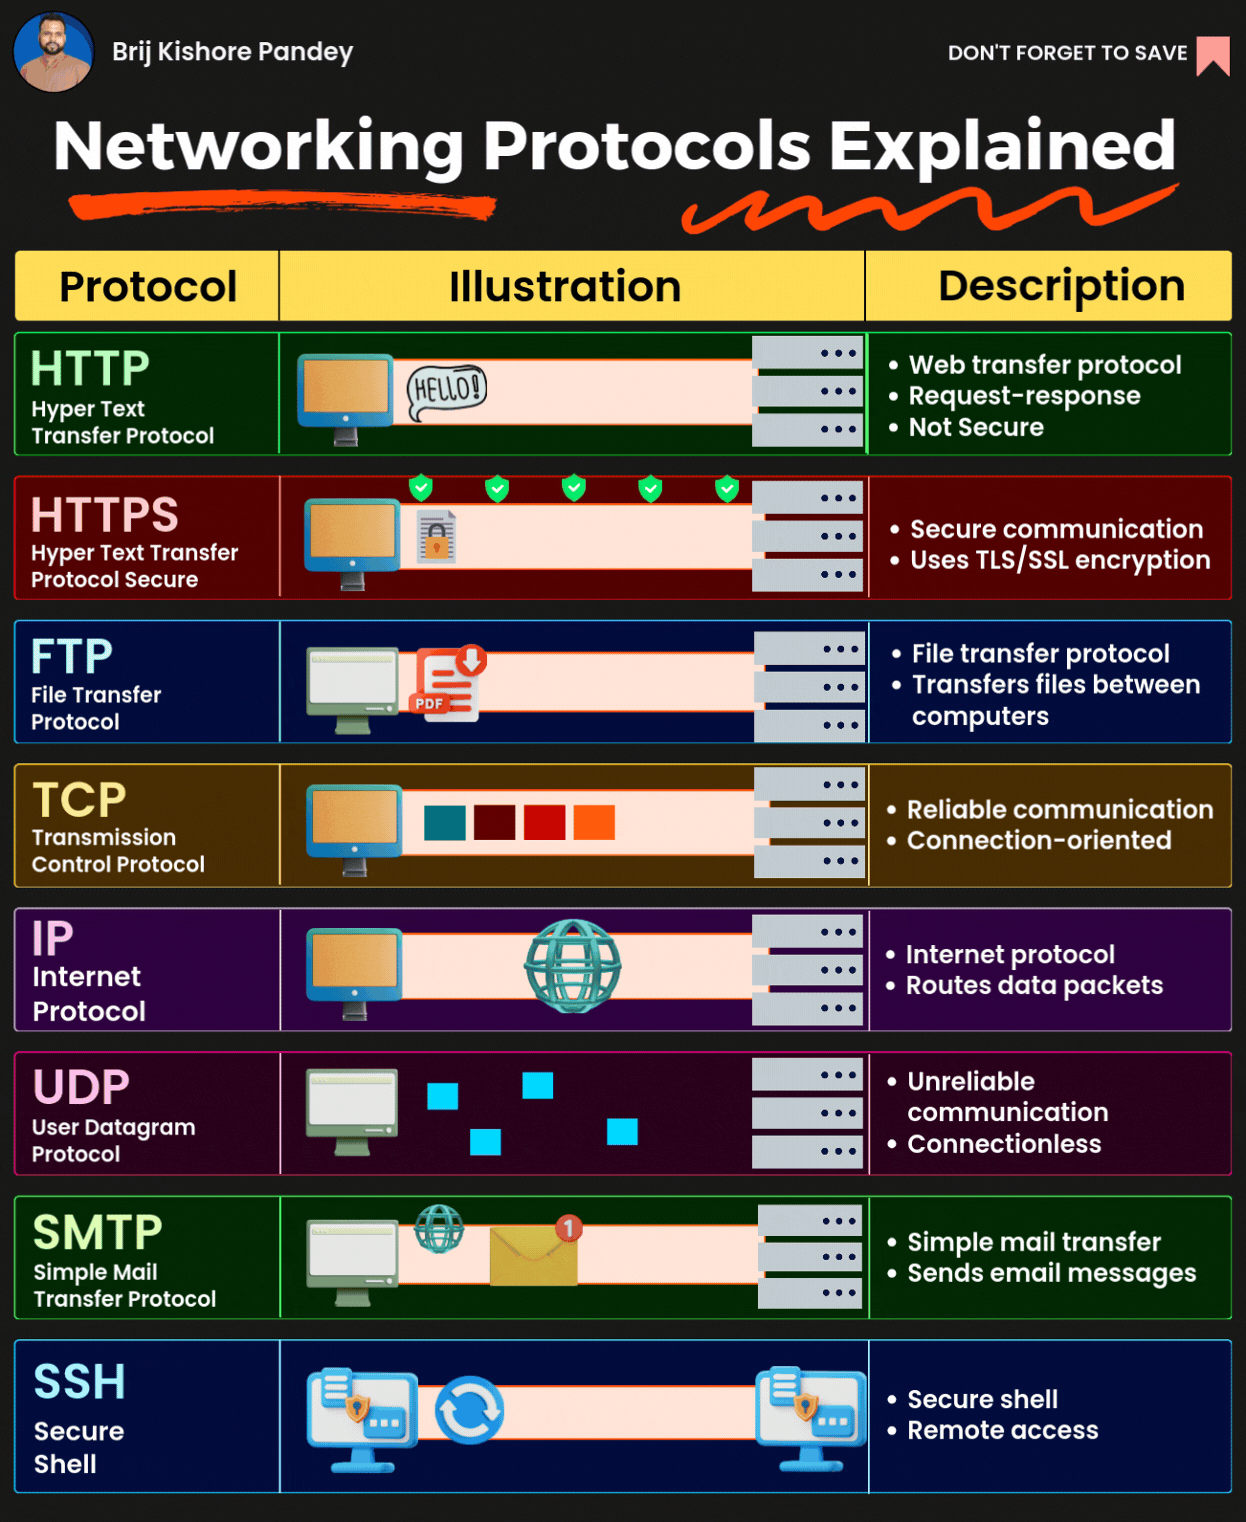 Brij Kishore Pandey
DON'T FORGET TO SAVE
Networking Protocols Explained
Protocol
Illustration
Description
HTTP
Hyper Text
Transfer Protocol
HELLO!
• Web transfer protocol
• Request-response
• Not Secure
HTTPS
Hyper Text Transfer
Protocol Secure
• Secure communication
• Uses TLS/SSL encryption
FTP
File Transfer
Protocol
PDF
• File transfer protocol
• Transfers files between
computers
TCP
Transmission
Control Protocol
• Reliable communication
• Connection-oriented
IP
Internet
Protocol
• Internet protocol
• Routes data packets
UDP
User Datagram
Protocol
• Unreliable
communication
• Connectionless
SMTP
Simple Mail
Transfer Protocol
1
• Simple mail transfer
• Sends email messages
SSH
Secure
Shell
• Secure shell
• Remote access